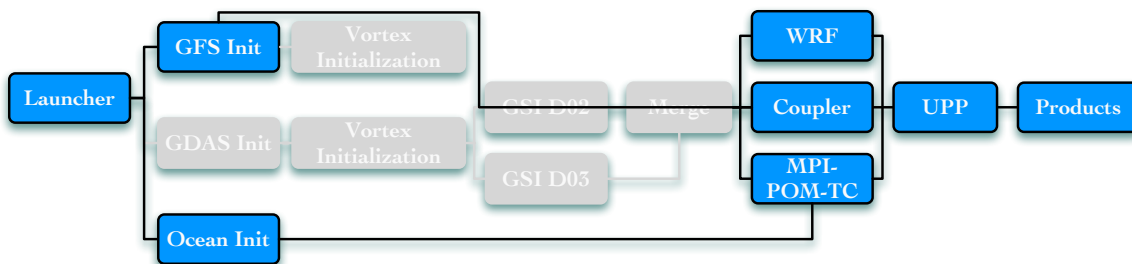 GFS Init
Vortex
Initialization
WRF
Launcher
GSI D02
Merge
Coupler
UPP
Products
GDAS Init
Vortex
Initialization
GSI D03
MPI-
POM-TC
Ocean Init